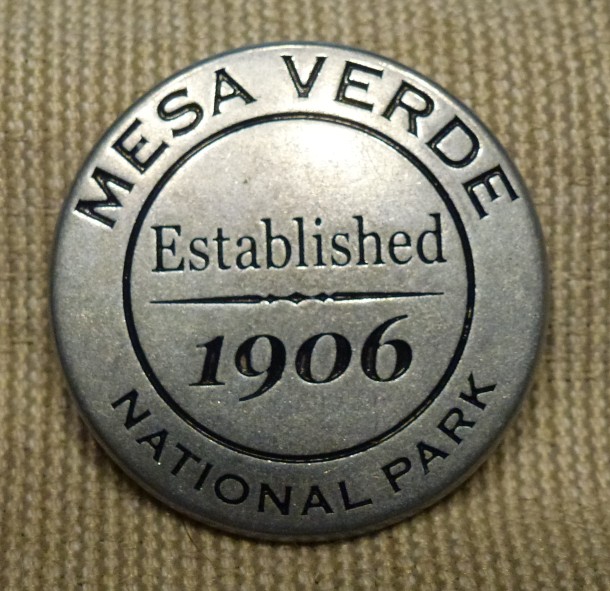 MESA VERDE
Established
1906
NATIONAL PARK